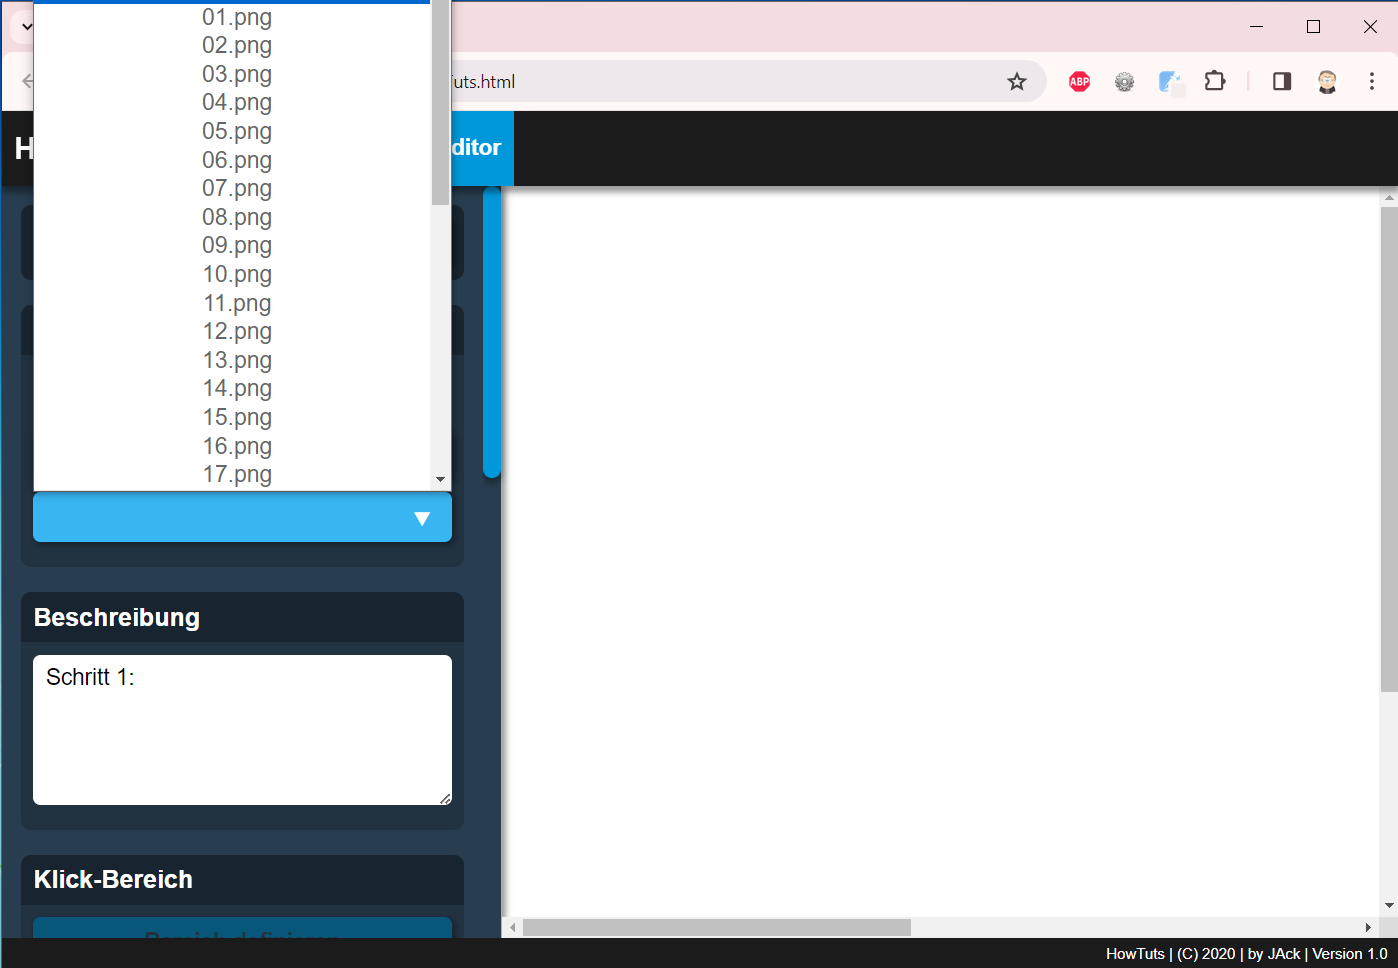 01.png
02.png
03.png
04.png
05.png
06.png
07.png
08.png
09.png
10.png
11.png
12.png
13.png
14.png
15.png
16.png
17.png
uts.html
ABP
H
ditor
Beschreibung
Schritt 1:
Klick-Bereich
Bereich definieren
HowTuts | (C) 2020 | by JAck | Version 1.0